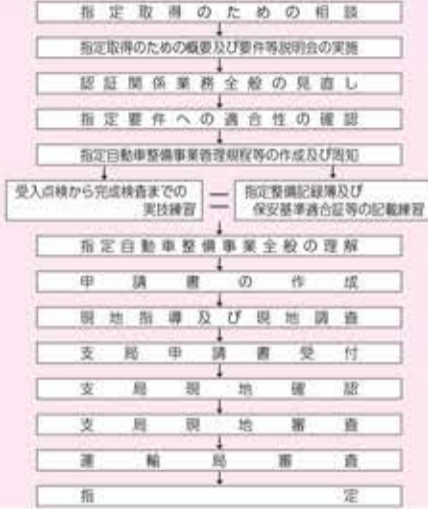 指定取得のための相談
指定取得のための概要及び要件等説明会の実施
認証関係業務全般の見直し
指定要件への適合性の確認
指定自動車整備事業管理規程等の作成及び周知
受入点検から完成検査までの
実技練習
指定整備記録簿及び
保安基準適合証等の記載練習
指定自動車整備事業全般の理解
申請書の作成
現地指導及び現地調査
支局申請書受付
支局現地確認
支局現地審査
運輸局審査
指定